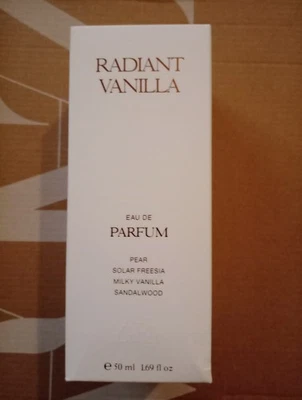 RADIANT
VANILLA
EAU DE
PARFUM
PEAR
SOLAR FREESIA
MILKY VANILLA
SANDALWOOD
℮ 50 ml 1.69 fl oz